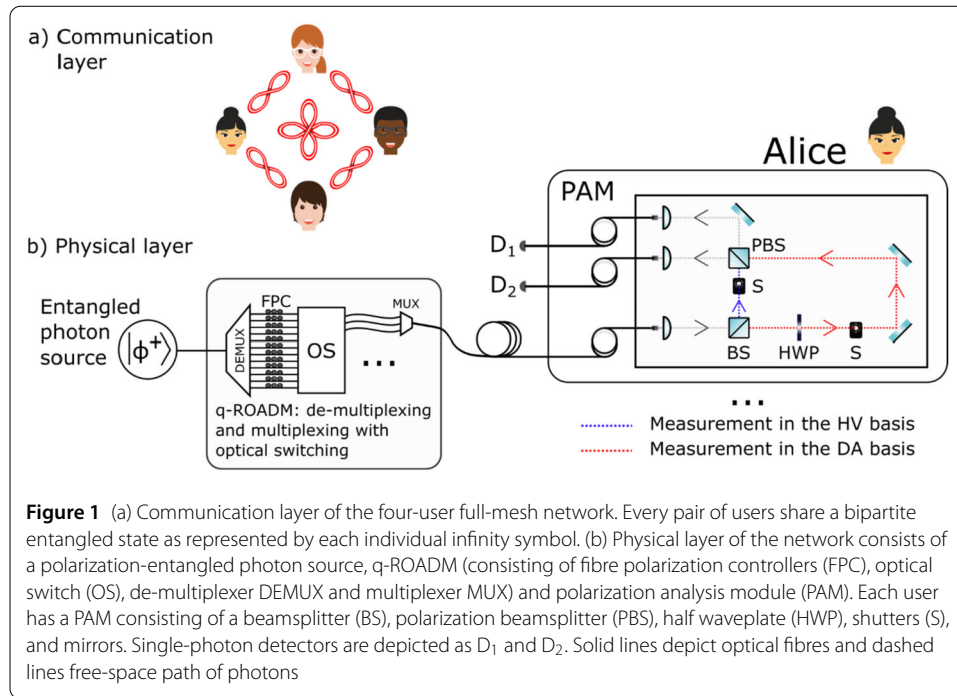 a) Communication
layer
b) Physical layer
Entangled
photon
source
|ϕ⁺⟩
DEMUX
FPC
OS
MUX
...
q-ROADM: de-multiplexing
and multiplexing with
optical switching
Alice
PAM
D₁
D₂
PBS
S
BS
HWP
S
...
Measurement in the HV basis
Measurement in the DA basis
Figure 1 (a) Communication layer of the four-user full-mesh network. Every pair of users share a bipartite
entangled state as represented by each individual infinity symbol. (b) Physical layer of the network consists of
a polarization-entangled photon source, q-ROADM (consisting of fibre polarization controllers (FPC), optical
switch (OS), de-multiplexer DEMUX and multiplexer MUX) and polarization analysis module (PAM). Each user
has a PAM consisting of a beamsplitter (BS), polarization beamsplitter (PBS), half waveplate (HWP), shutters (S),
and mirrors. Single-photon detectors are depicted as D₁ and D₂. Solid lines depict optical fibres and dashed
lines free-space path of photons